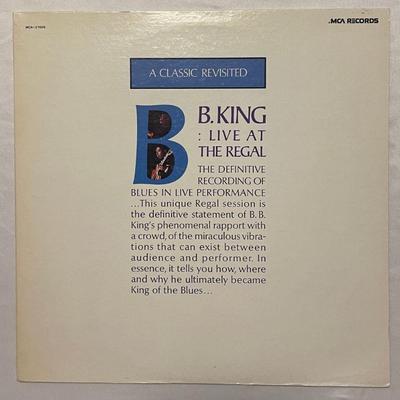 .MCA RECORDS
A CLASSIC REVISITED
B B.KING
: LIVE AT
THE REGAL
THE DEFINITIVE
RECORDING OF
BLUES IN LIVE PERFORMANCE
...This unique Regal session is
the definitive statement of B. B.
King's phenomenal rapport with
a crowd, of the miraculous vibra-
tions that can exist between
audience and performer. In
essence, it tells you how, where
and why he ultimately became
King of the Blues...